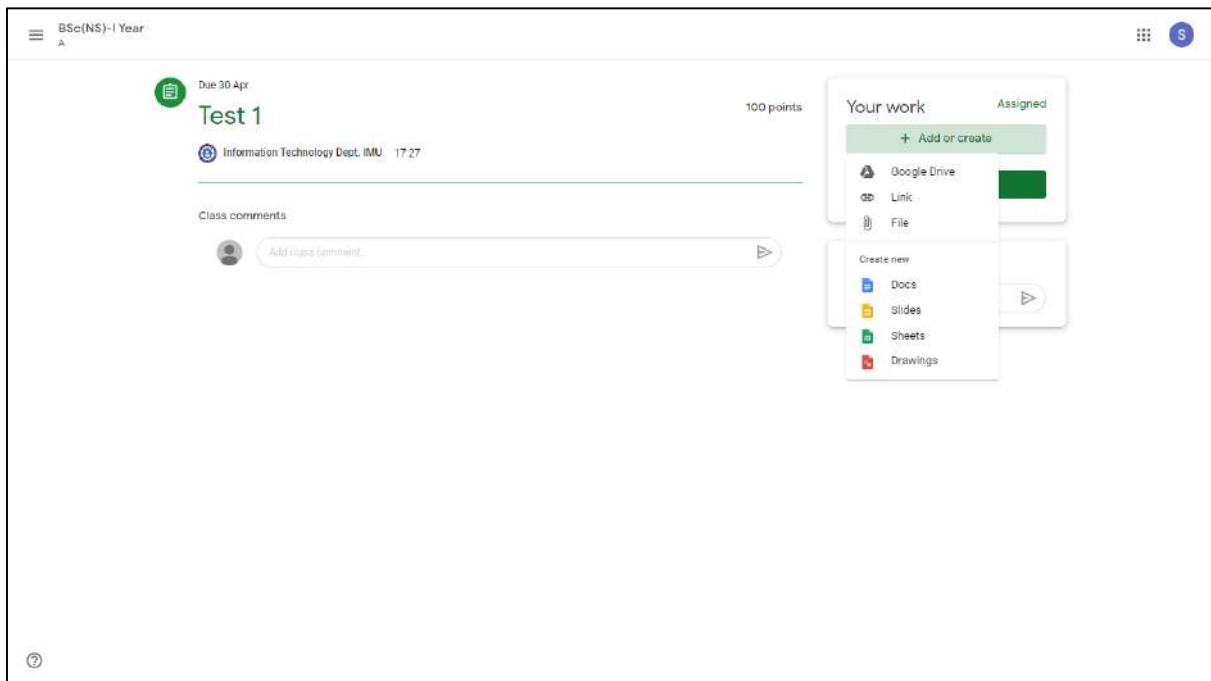 BSc(NS)-I Year
A
S
Due 30 Apr
Test 1
100 points
Information Technology Dept. IMU 17:27
Class comments
Add class comment...
Your work
Assigned
+ Add or create
Google Drive
Link
File
Create new
Docs
Slides
Sheets
Drawings